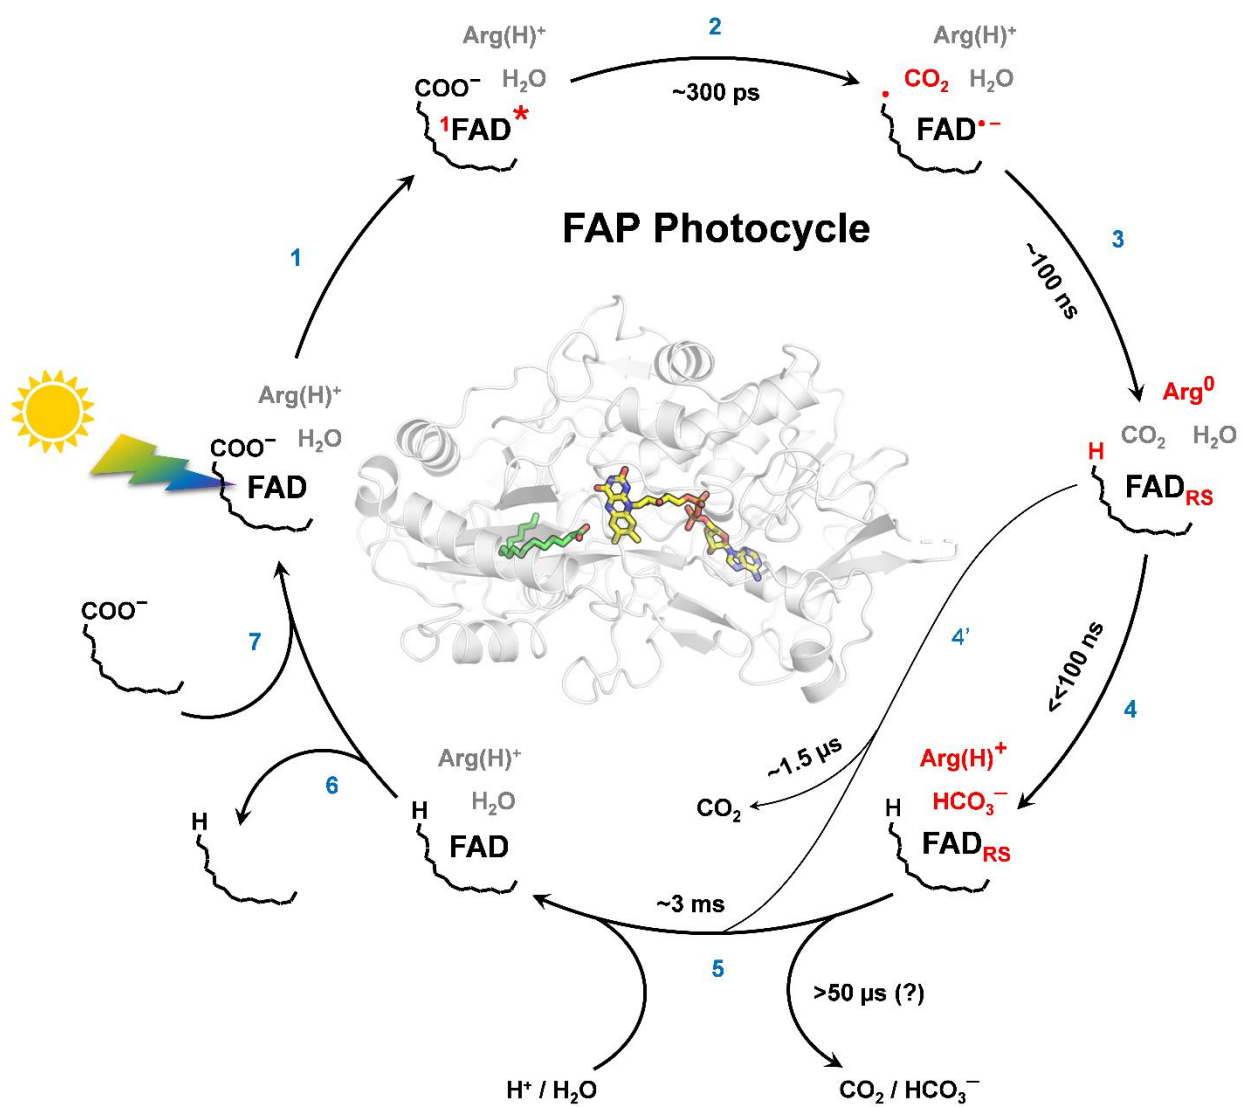 Arg(H)⁺
H₂O
COO⁻
¹FAD*
2
~300 ps
Arg(H)⁺
• CO₂ H₂O
FAD•⁻
FAP Photocycle
1
3
~100 ns
Arg(H)⁺
H₂O
COO⁻
FAD
Arg⁰
CO₂ H₂O
H
FAD_RS
4'
<<100 ns
4
COO⁻
7
6
H
Arg(H)⁺
H₂O
H
FAD
~1.5 µs
CO₂
Arg(H)⁺
HCO₃⁻
H
FAD_RS
~3 ms
5
>50 µs (?)
H⁺ / H₂O
CO₂ / HCO₃⁻